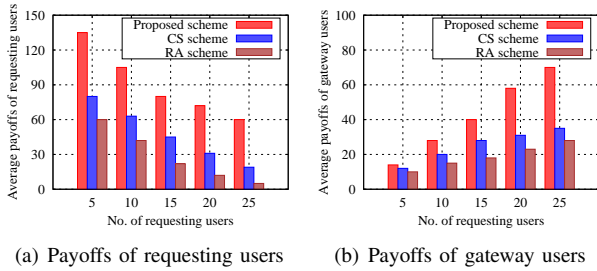 Average payoffs of requesting users
150
120
90
60
30
0
Proposed scheme
CS scheme
RA scheme
5 10 15 20 25
No. of requesting users
(a) Payoffs of requesting users
Average payoffs of gateway users
100
80
60
40
20
0
Proposed scheme
CS scheme
RA scheme
5 10 15 20 25
No. of requesting users
(b) Payoffs of gateway users